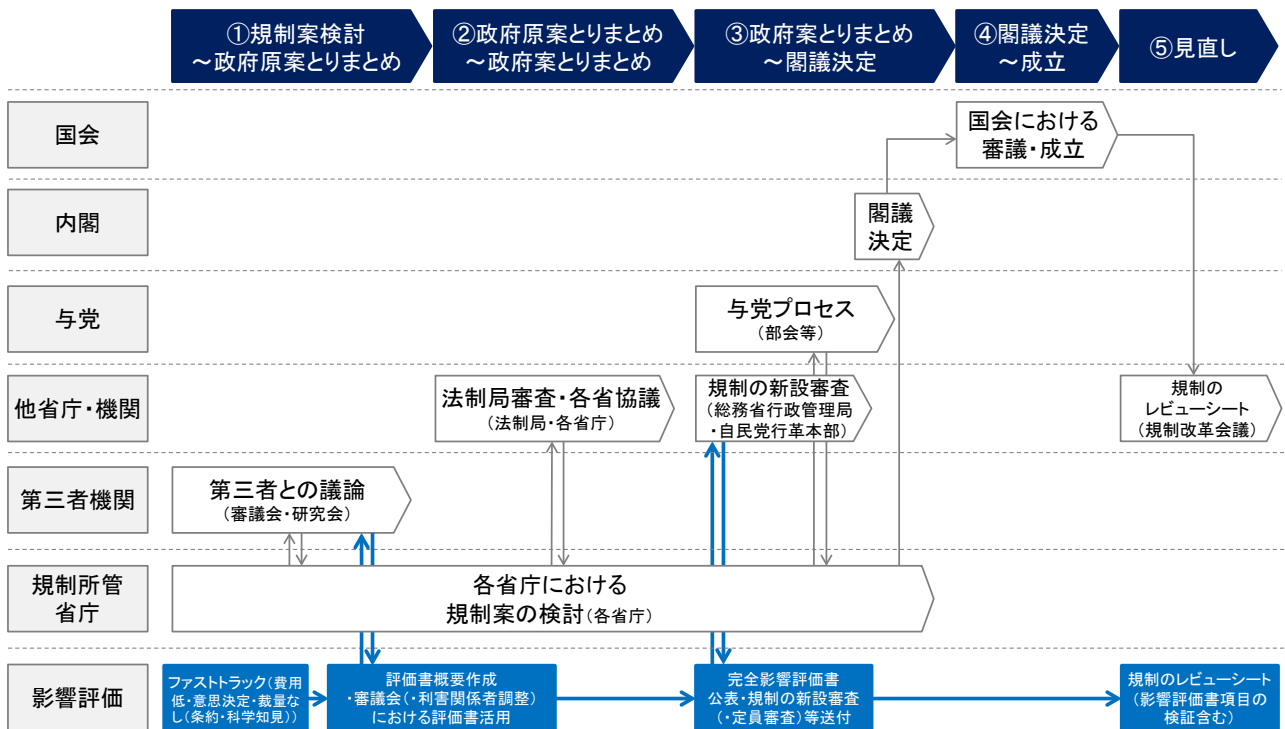 ①規制案検討
～政府原案とりまとめ
②政府原案とりまとめ
～政府案とりまとめ
③政府案とりまとめ
～閣議決定
④閣議決定
～成立
⑤見直し
国会
国会における
審議・成立
内閣
閣議
決定
与党
与党プロセス
（部会等）
他省庁・機関
法制局審査・各省協議
（法制局・各省庁）
規制の新設審査
（総務省行政管理局
・自民党行革本部）
規制の
レビューシート
（規制改革会議）
第三者機関
第三者との議論
（審議会・研究会）
規制所管
省庁
各省庁における
規制案の検討（各省庁）
影響評価
ファストトラック（費用
低・意思決定・裁量な
し（条約・科学知見））
評価書概要作成
・審議会（・利害関係者調整）
における評価書活用
完全影響評価書
公表・規制の新設審査
（・定員審査）等送付
規制のレビューシート
（影響評価書項目の
検証含む）